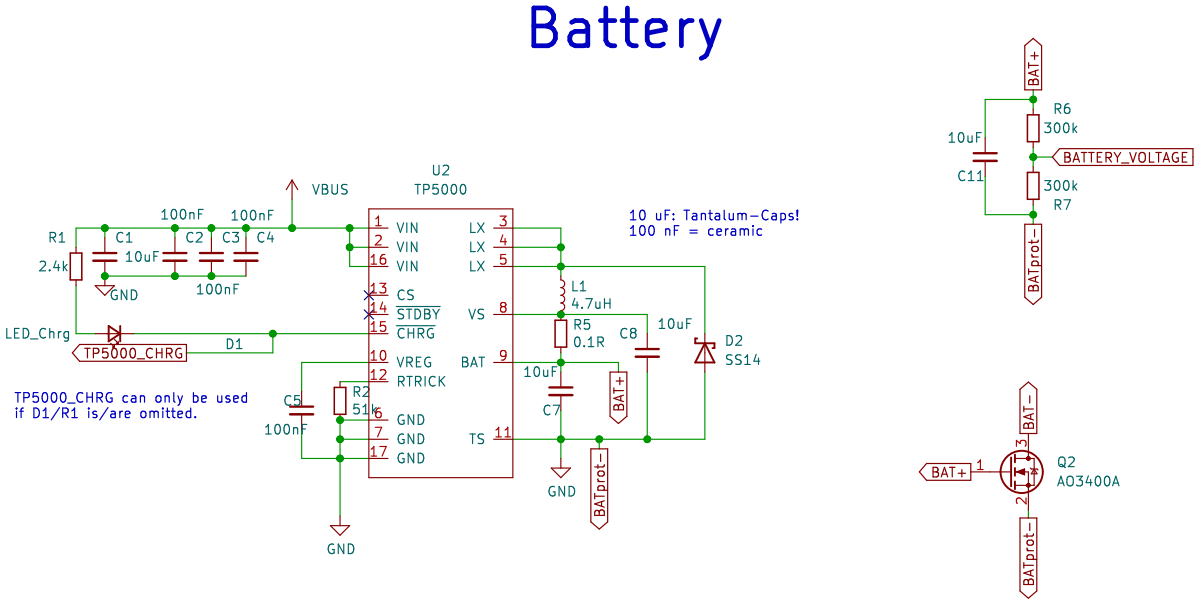 Battery
BAT+
R6
300k
10uF
BATTERY_VOLTAGE
C11
300k
R7
BATprot-
U2
TP5000
VBUS
100nF
100nF
R1
C1
C2
C3
C4
2.4k
10uF
100nF
GND
1 VIN
2 VIN
16 VIN
13 CS
14 STDBY
15 CHRG
10 VREG
12 RTRICK
6 GND
7 GND
17 GND
LX 3
LX 4
LX 5
VS 8
BAT 9
TS 11
10 uF: Tantalum-Caps!
100 nF = ceramic
LED_Chrg
D1
TP5000_CHRG
TP5000_CHRG can only be used
if D1/R1 is/are omitted.
C5
100nF
R2
51k
GND
L1
4.7uH
R5
0.1R
C8
10uF
D2
SS14
10uF
C7
BAT+
GND
BATprot-
BAT-
3
BAT+
1
Q2
AO3400A
2
BATprot-